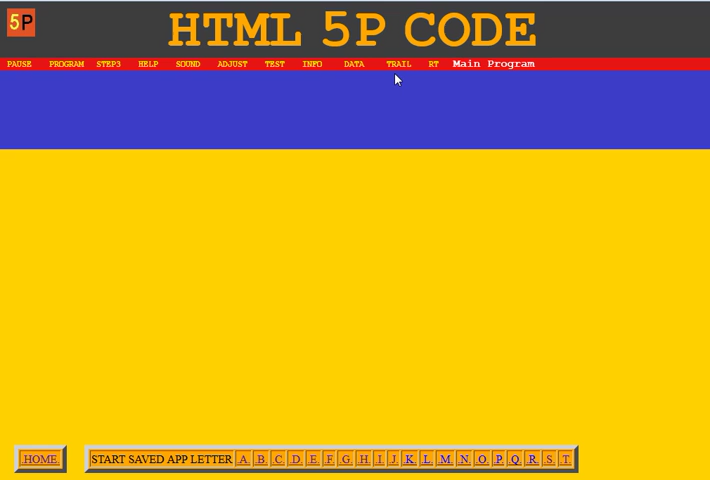 5P HTML 5P CODE
PAUSE PROGRAM STEP3 HELP SOUND ADJUST TEST INFO DATA TRAIL RT Main Program
HOME START SAVED APP LETTER A B C D E F G H I J K L M N O P Q R S T